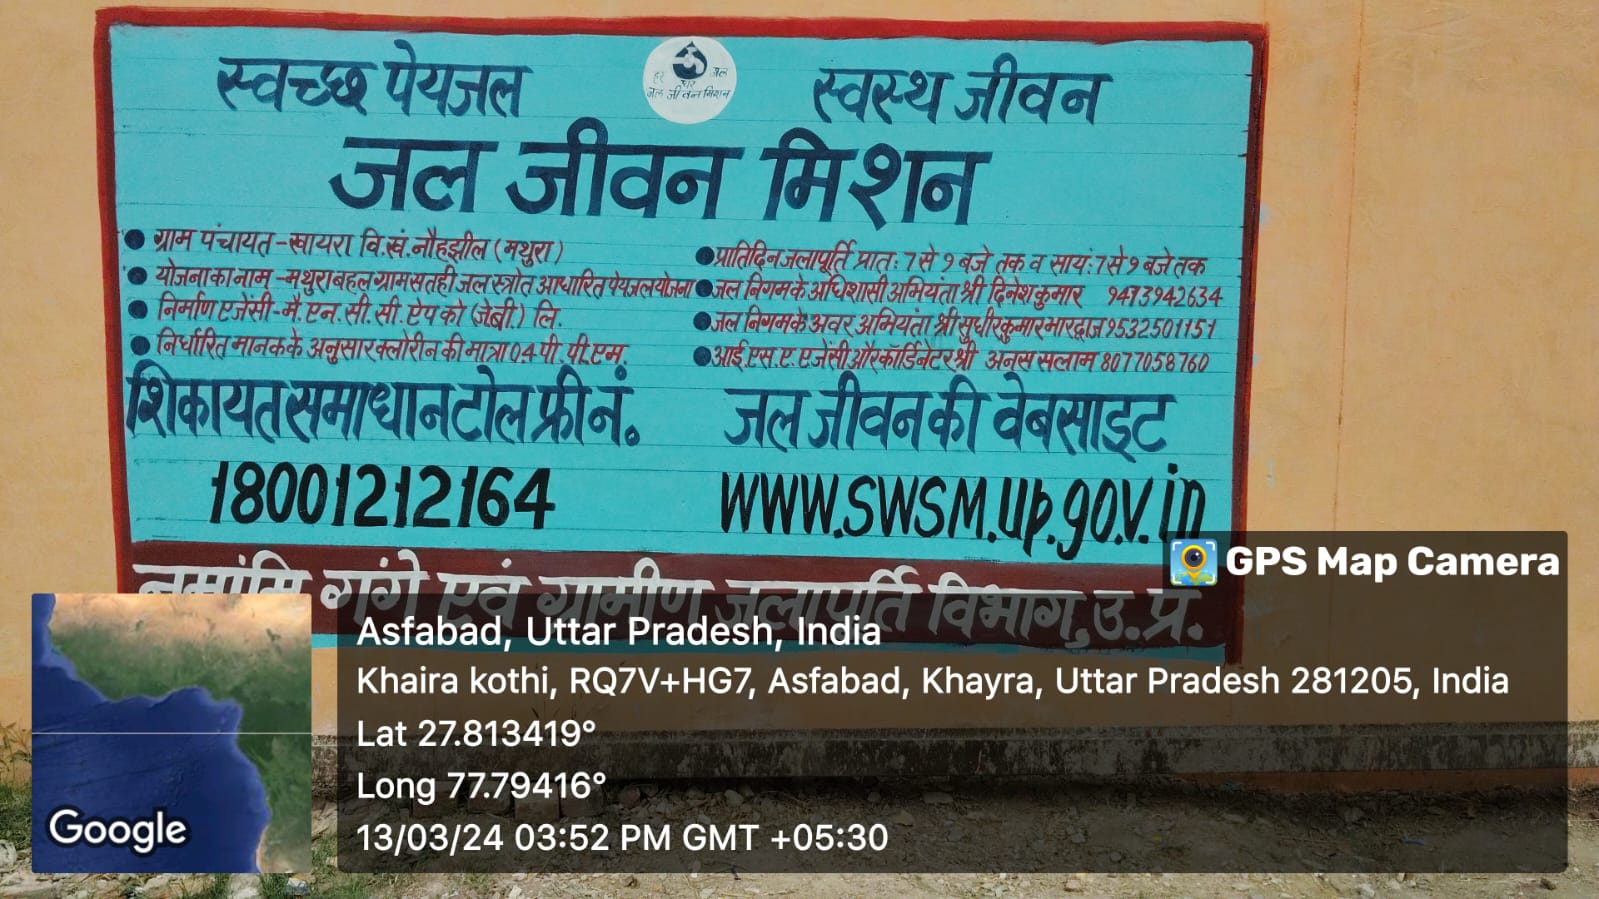 स्वच्छ पेयजल
हर घर जल
जल जीवन मिशन
स्वस्थ जीवन
जल जीवन मिशन
ग्राम पंचायत-खायरा वि.खं.नौहझील (मथुरा)
योजना का नाम-मथुरा बहल ग्राम सतही जल स्त्रोत आधारित पेयजल योजना
निर्माण एजेंसी-मै. एन. सी. सी. ऐपको (जेबी.) लि.
निर्धारित मानक के अनुसार क्लोरीन की मात्रा 0.4 पी. पी. एम.
प्रातिदिन जलापूर्ति प्रात: 7 से 9 बजे तक व सायं: 7 से 9 बजे तक
जल निगम के अधिशासी अभियंता श्री दिनेश कुमार 9473942634
जल निगम के अवर अभियंता श्री सुधीर कुमार भारद्वाज 9532501151
आई. एस. ए. एजेंसी और कॉर्डिनेटर श्री अनस सलाम 8077058760
शिकायत समाधान टोल फ्री नं.
18001212164
जल जीवन की वेबसाइट
www.swsm.up.gov.in
नमामि गंगे एवं ग्रामीण जलापूर्ति विभाग, उ. प्र.
GPS Map Camera
Asfabad, Uttar Pradesh, India
Khaira kothi, RQ7V+HG7, Asfabad, Khayra, Uttar Pradesh 281205, India
Lat 27.813419°
Long 77.79416°
13/03/24 03:52 PM GMT +05:30
Google